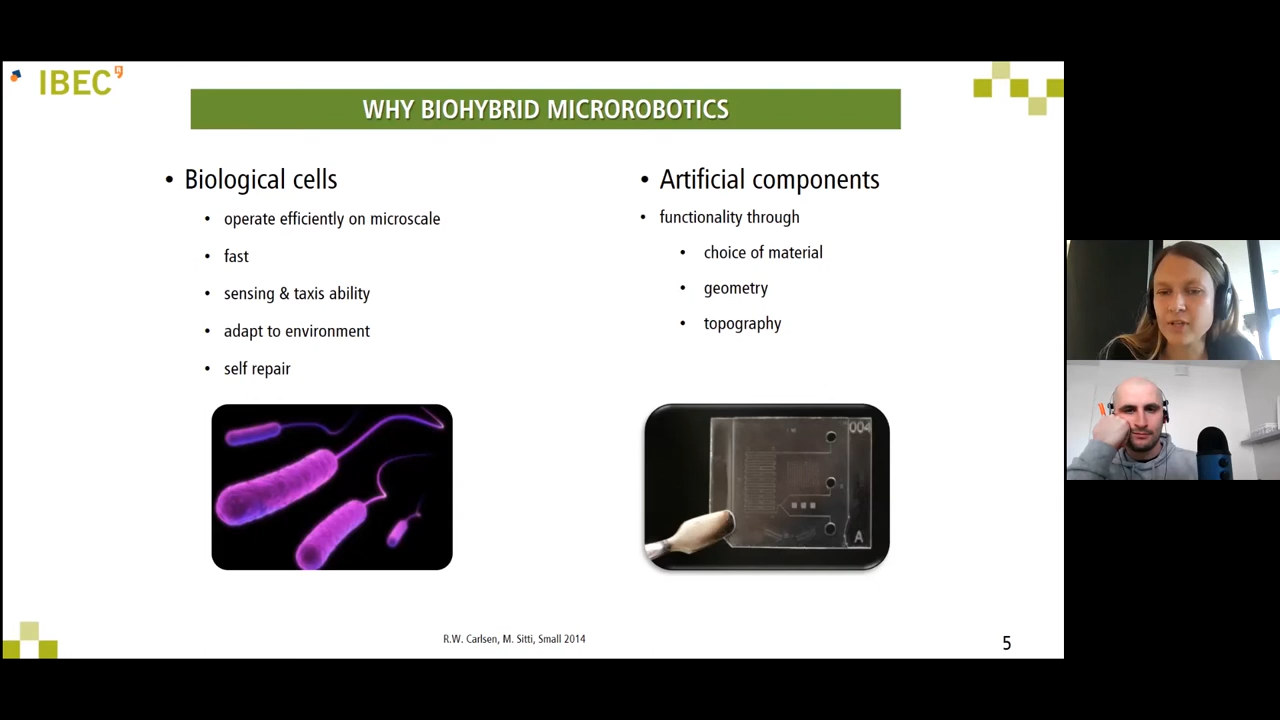 IBEC
WHY BIOHYBRID MICROROBOTICS
• Biological cells
• operate efficiently on microscale
• fast
• sensing & taxis ability
• adapt to environment
• self repair
• Artificial components
• functionality through
• choice of material
• geometry
• topography
004
A
R.W. Carlsen, M. Sitti, Small 2014
5